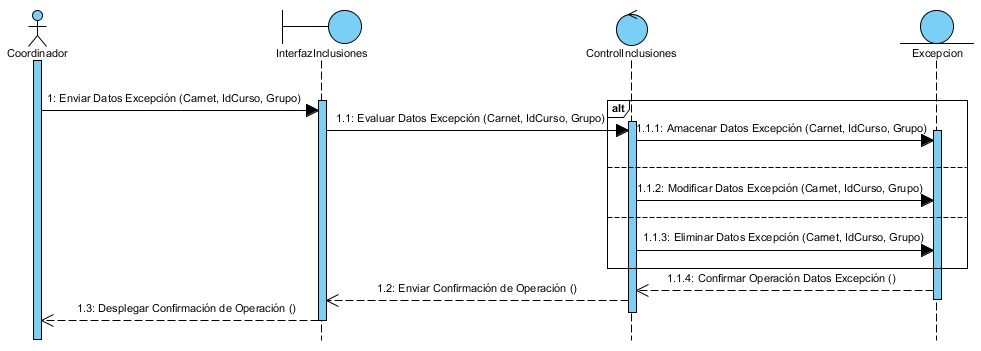 Coordinador
InterfazInclusiones
ControlInclusiones
Excepcion
1: Enviar Datos Excepción (Carnet, IdCurso, Grupo)
alt
1.1: Evaluar Datos Excepción (Carnet, IdCurso, Grupo)
1.1.1: Amacenar Datos Excepción (Carnet, IdCurso, Grupo)
1.1.2: Modificar Datos Excepción (Carnet, IdCurso, Grupo)
1.1.3: Eliminar Datos Excepción (Carnet, IdCurso, Grupo)
1.1.4: Confirmar Operación Datos Excepción ()
1.2: Enviar Confirmación de Operación ()
1.3: Desplegar Confirmación de Operación ()